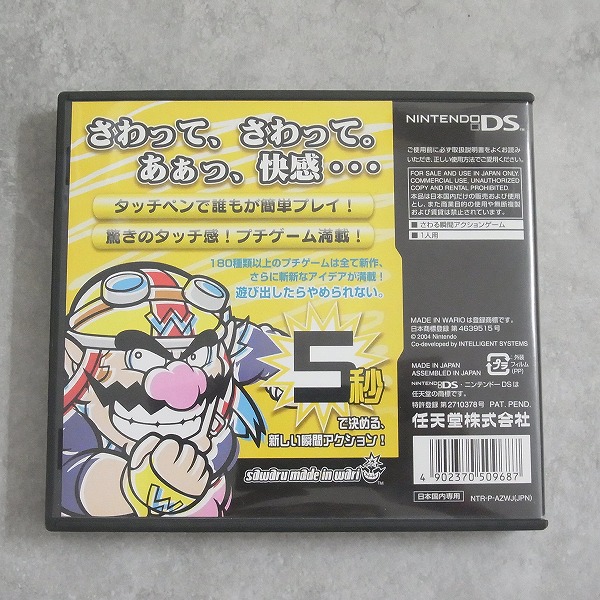 さわって、さわって。
あぁっ、快感・・・
タッチペンで誰もが簡単プレイ！
驚きのタッチ感！プチゲーム満載！
180種類以上のプチゲームは全て新作、
さらに斬新なアイデアが満載！
遊び出したらやめられない。
W
W
5秒
で決める、
新しい瞬間アクション！
sawaru made in wario
TM
NINTENDO DS
TM
ご使用前に必ず取扱説明書をよくお読み
いただき、正しい使用方法でご愛用ください。
FOR SALE AND USE IN JAPAN ONLY.
COMMERCIAL USE, UNAUTHORIZED
COPY AND RENTAL PROHIBITED.
本品は日本国内だけの販売および使用
とし、また商業目的の使用や無断複製
および賃貸は禁止されています。
■ さわる瞬間アクションゲーム
■ 1人用
MADE IN WARIOは登録商標です。
日本商標登録 第4639515号
© 2004 Nintendo
Co-developed by INTELLIGENT SYSTEMS
MADE IN JAPAN
ASSEMBLED IN JAPAN
プラ
外装
フィルム
(PP)
NINTENDO DS・ニンテンドーDSは
任天堂の商標です。
特許登録 第2710378号 PAT. PEND.
任天堂株式会社
4 902370 509687
日本国内専用
NTR-P-AZWJ(JPN)